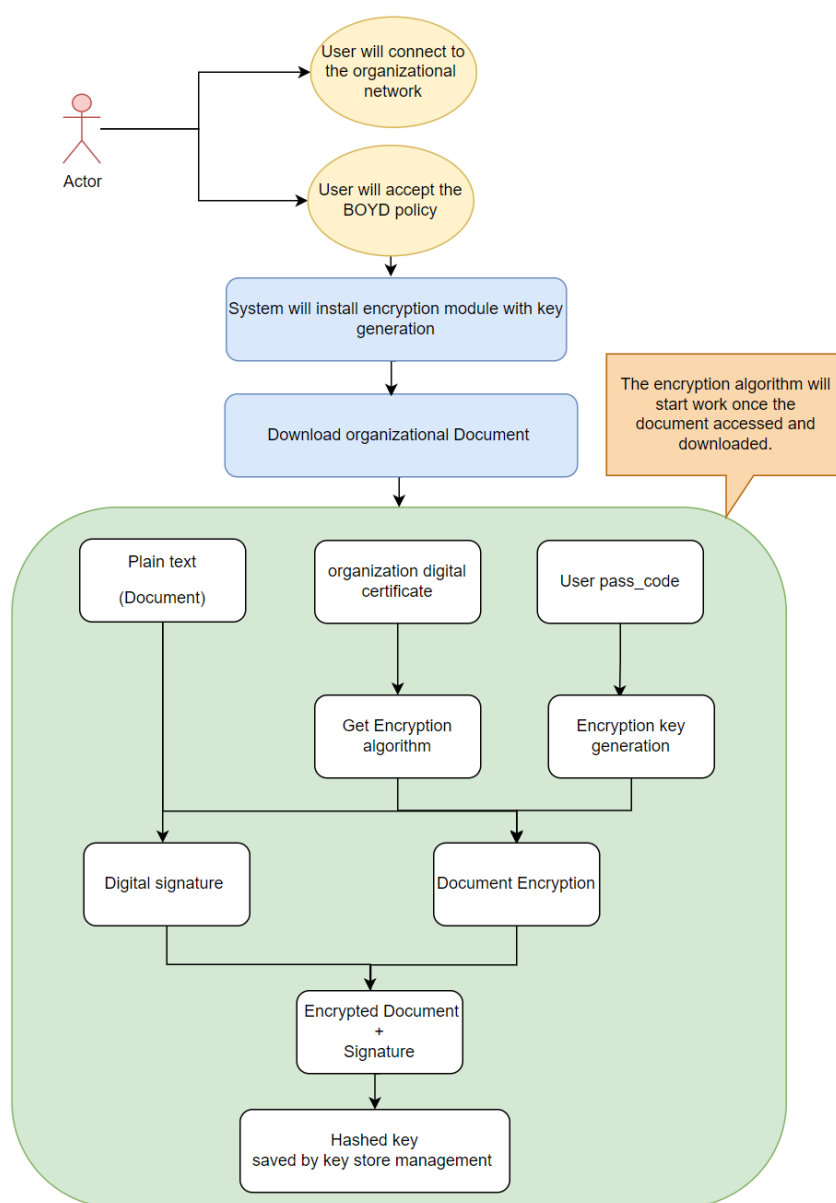 User will connect to
the organizational
network
Actor
User will accept the
BOYD policy
System will install encryption module with key
generation
Download organizational Document
The encryption algorithm will
start work once the
document accessed and
downloaded.
Plain text
(Document)
organization digital
certificate
User pass_code
Get Encryption
algorithm
Encryption key
generation
Digital signature
Document Encryption
Encrypted Document
+
Signature
Hashed key
saved by key store management